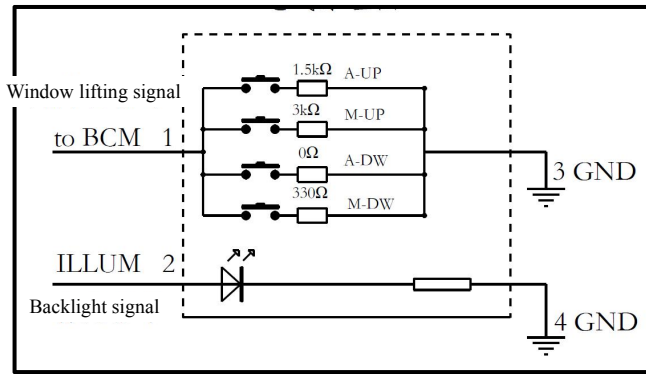 1.5kΩ A-UP
Window lifting signal
3kΩ M-UP
to BCM 1
0Ω A-DW
3 GND
330Ω M-DW
ILLUM 2
Backlight signal
4 GND